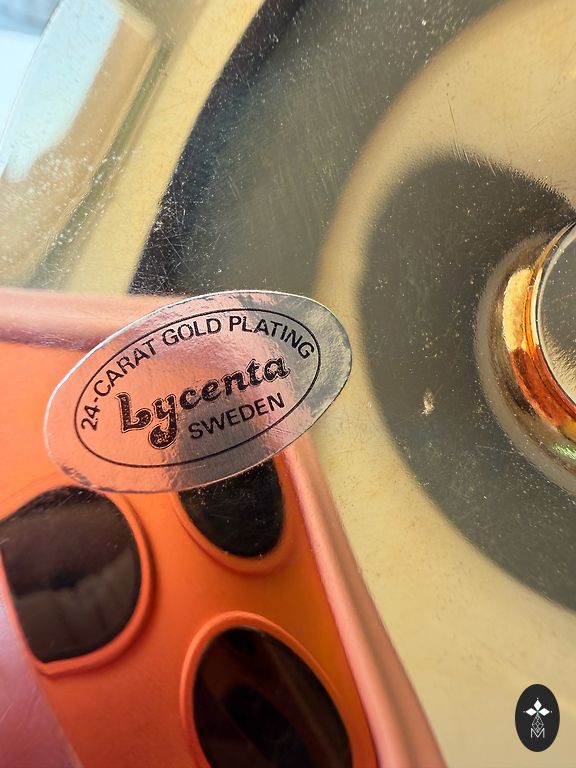 24-CARAT GOLD PLATING
Lycenta
SWEDEN
M